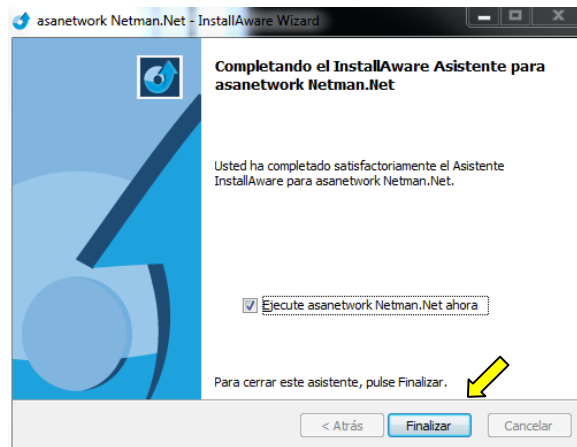 asanetwork Netman.Net - InstallAware Wizard
Completando el InstallAware Asistente para
asanetwork Netman.Net
Usted ha completado satisfactoriamente el Asistente
InstallAware para asanetwork Netman.Net.
Ejecute asanetwork Netman.Net ahora
Para cerrar este asistente, pulse Finalizar.
< Atrás
Finalizar
Cancelar